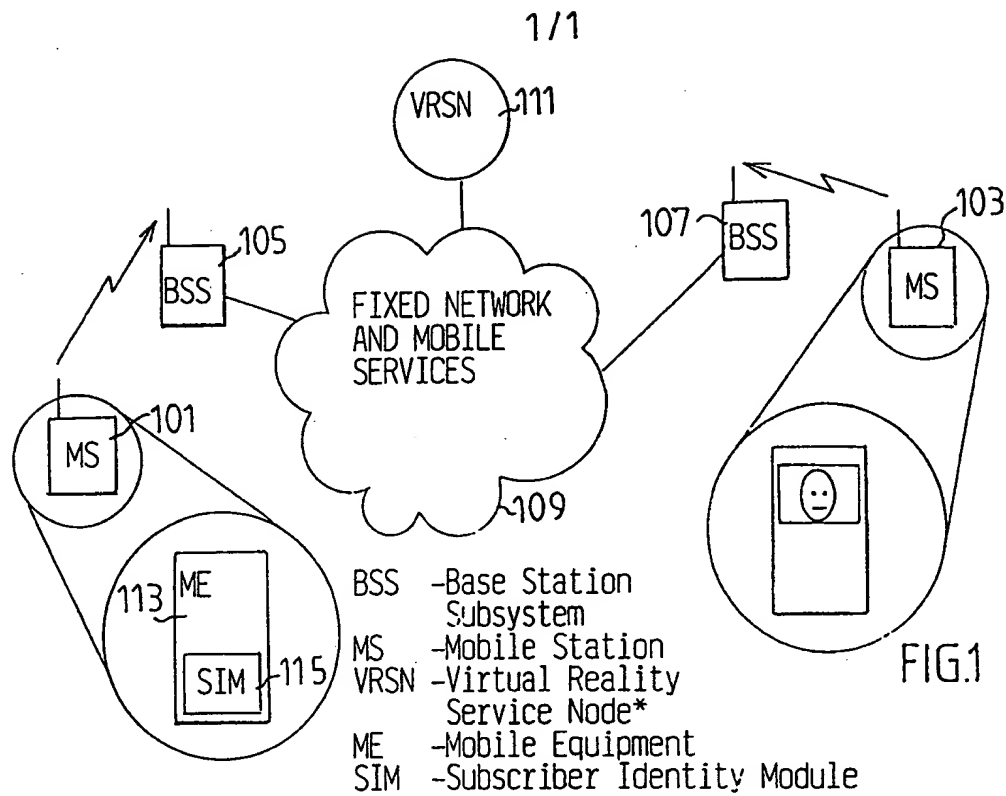 1/1
VRSN
111
105
BSS
107
BSS
103
MS
FIXED NETWORK
AND MOBILE
SERVICES
101
MS
109
113
ME
SIM
115
BSS -Base Station
Subsystem
MS -Mobile Station
VRSN -Virtual Reality
Service Node*
ME -Mobile Equipment
SIM -Subscriber Identity Module
FIG.1